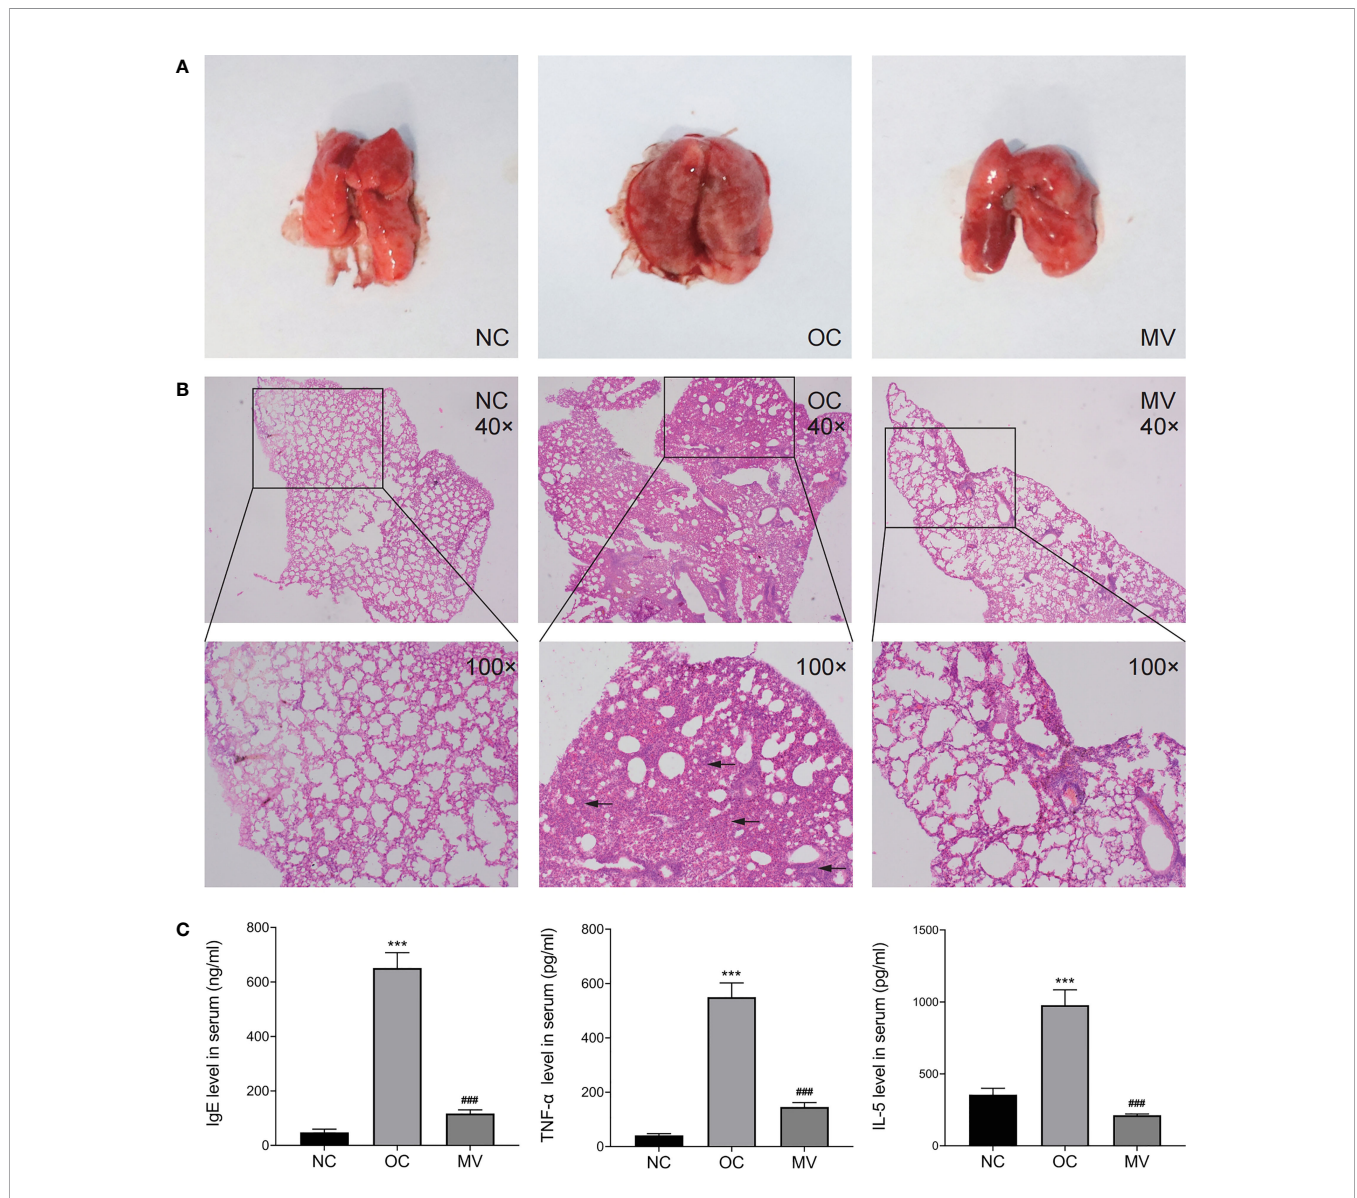 A
NC
OC
MV
B
NC
40×
OC
40×
MV
40×
100×
100×
100×
C
IgE level in serum (ng/ml)
800
600
400
200
0
***
###
NC
OC
MV
TNF-α level in serum (pg/ml)
800
600
400
200
0
***
###
NC
OC
MV
IL-5 level in serum (pg/ml)
1500
1000
500
0
***
###
NC
OC
MV